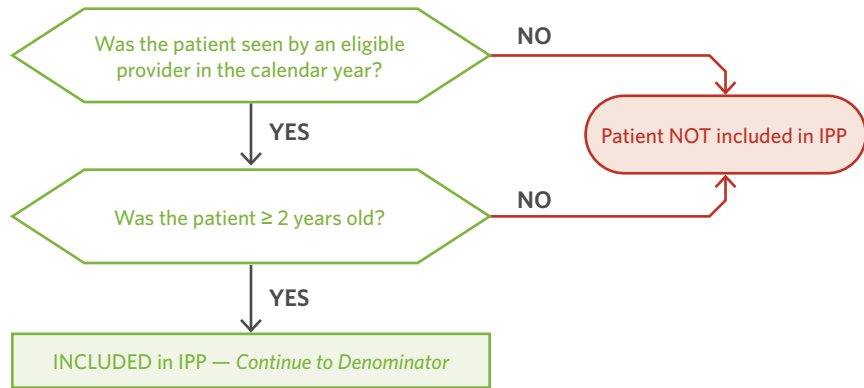 Was the patient seen by an eligible
provider in the calendar year?
NO
YES
Patient NOT included in IPP
Was the patient ≥ 2 years old?
NO
YES
INCLUDED in IPP — Continue to Denominator